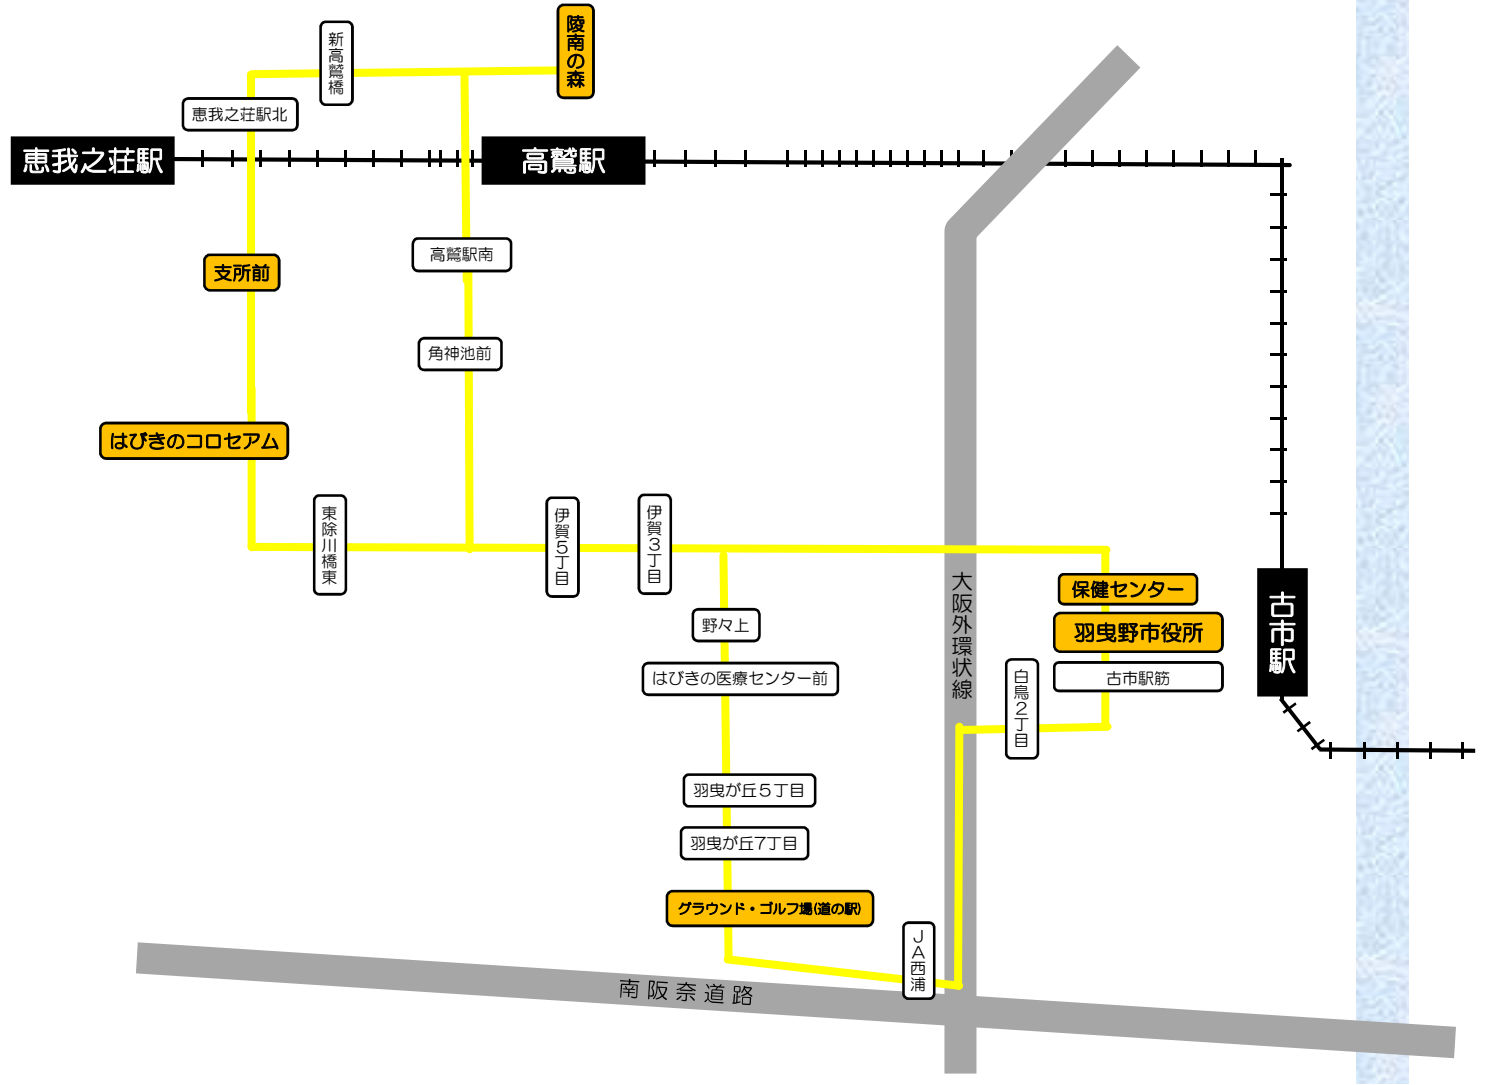 陵南の森
新高鷲橋
恵我之荘駅北
恵我之荘駅
高鷲駅
高鷲駅南
支所前
角神池前
はびきのコロセアム
東除川橋東
伊賀5丁目
伊賀3丁目
大阪外環状線
保健センター
羽曳野市役所
古市駅筋
古市駅
野々上
はびきの医療センター前
白鳥2丁目
羽曳が丘5丁目
羽曳が丘7丁目
グラウンド・ゴルフ場(道の駅)
JA西浦
南阪奈道路